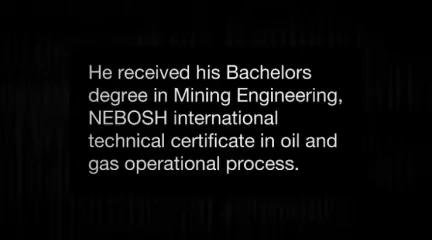 He received his Bachelors
degree in Mining Engineering,
NEBOSH international
technical certificate in oil and
gas operational process.